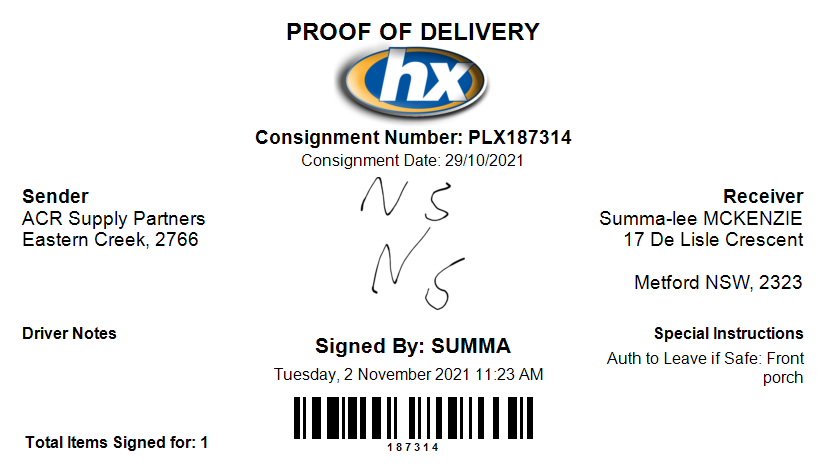 PROOF OF DELIVERY
hx
Consignment Number: PLX187314
Consignment Date: 29/10/2021
Sender
ACR Supply Partners
Eastern Creek, 2766
N S
N S
Receiver
Summa-lee MCKENZIE
17 De Lisle Crescent
Metford NSW, 2323
Driver Notes
Signed By: SUMMA
Tuesday, 2 November 2021 11:23 AM
Special Instructions
Auth to Leave if Safe: Front
porch
Total Items Signed for: 1
187314